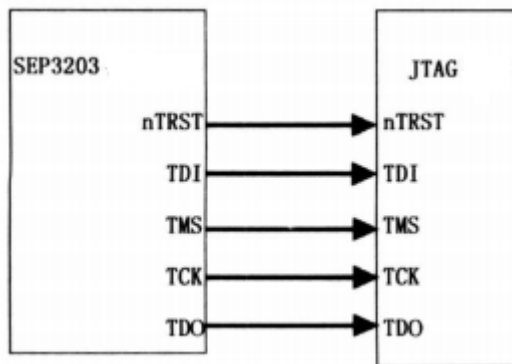 SEP3203
JTAG
nTRST nTRST
TDI TDI
TMS TMS
TCK TCK
TDO TDO